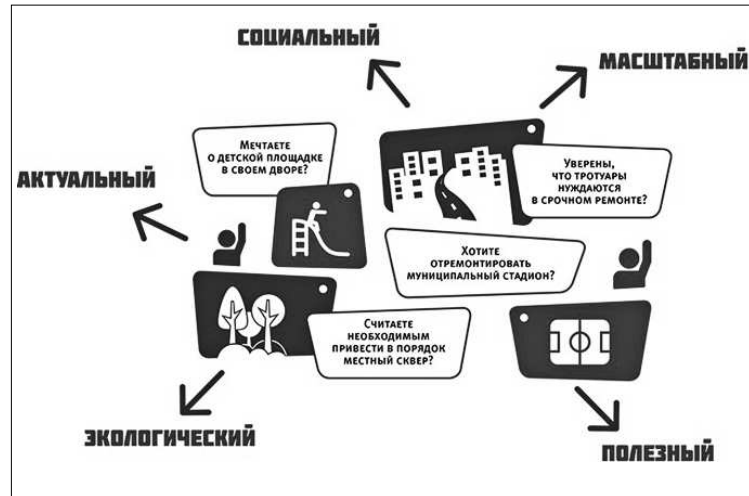 СОЦИАЛЬНЫЙ
МАСШТАБНЫЙ
МЕЧТАЕТЕ
О ДЕТСКОЙ ПЛОЩАДКЕ
В СВОЕМ ДВОРЕ?
УВЕРЕНЫ,
ЧТО ТРОТУАРЫ
НУЖДАЮТСЯ
В СРОЧНОМ РЕМОНТЕ?
АКТУАЛЬНЫЙ
ХОТИТЕ
ОТРЕМОНТИРОВАТЬ
МУНИЦИПАЛЬНЫЙ СТАДИОН?
СЧИТАЕТЕ
НЕОБХОДИМЫМ
ПРИВЕСТИ В ПОРЯДОК
МЕСТНЫЙ СКВЕР?
ЭКОЛОГИЧЕСКИЙ
ПОЛЕЗНЫЙ